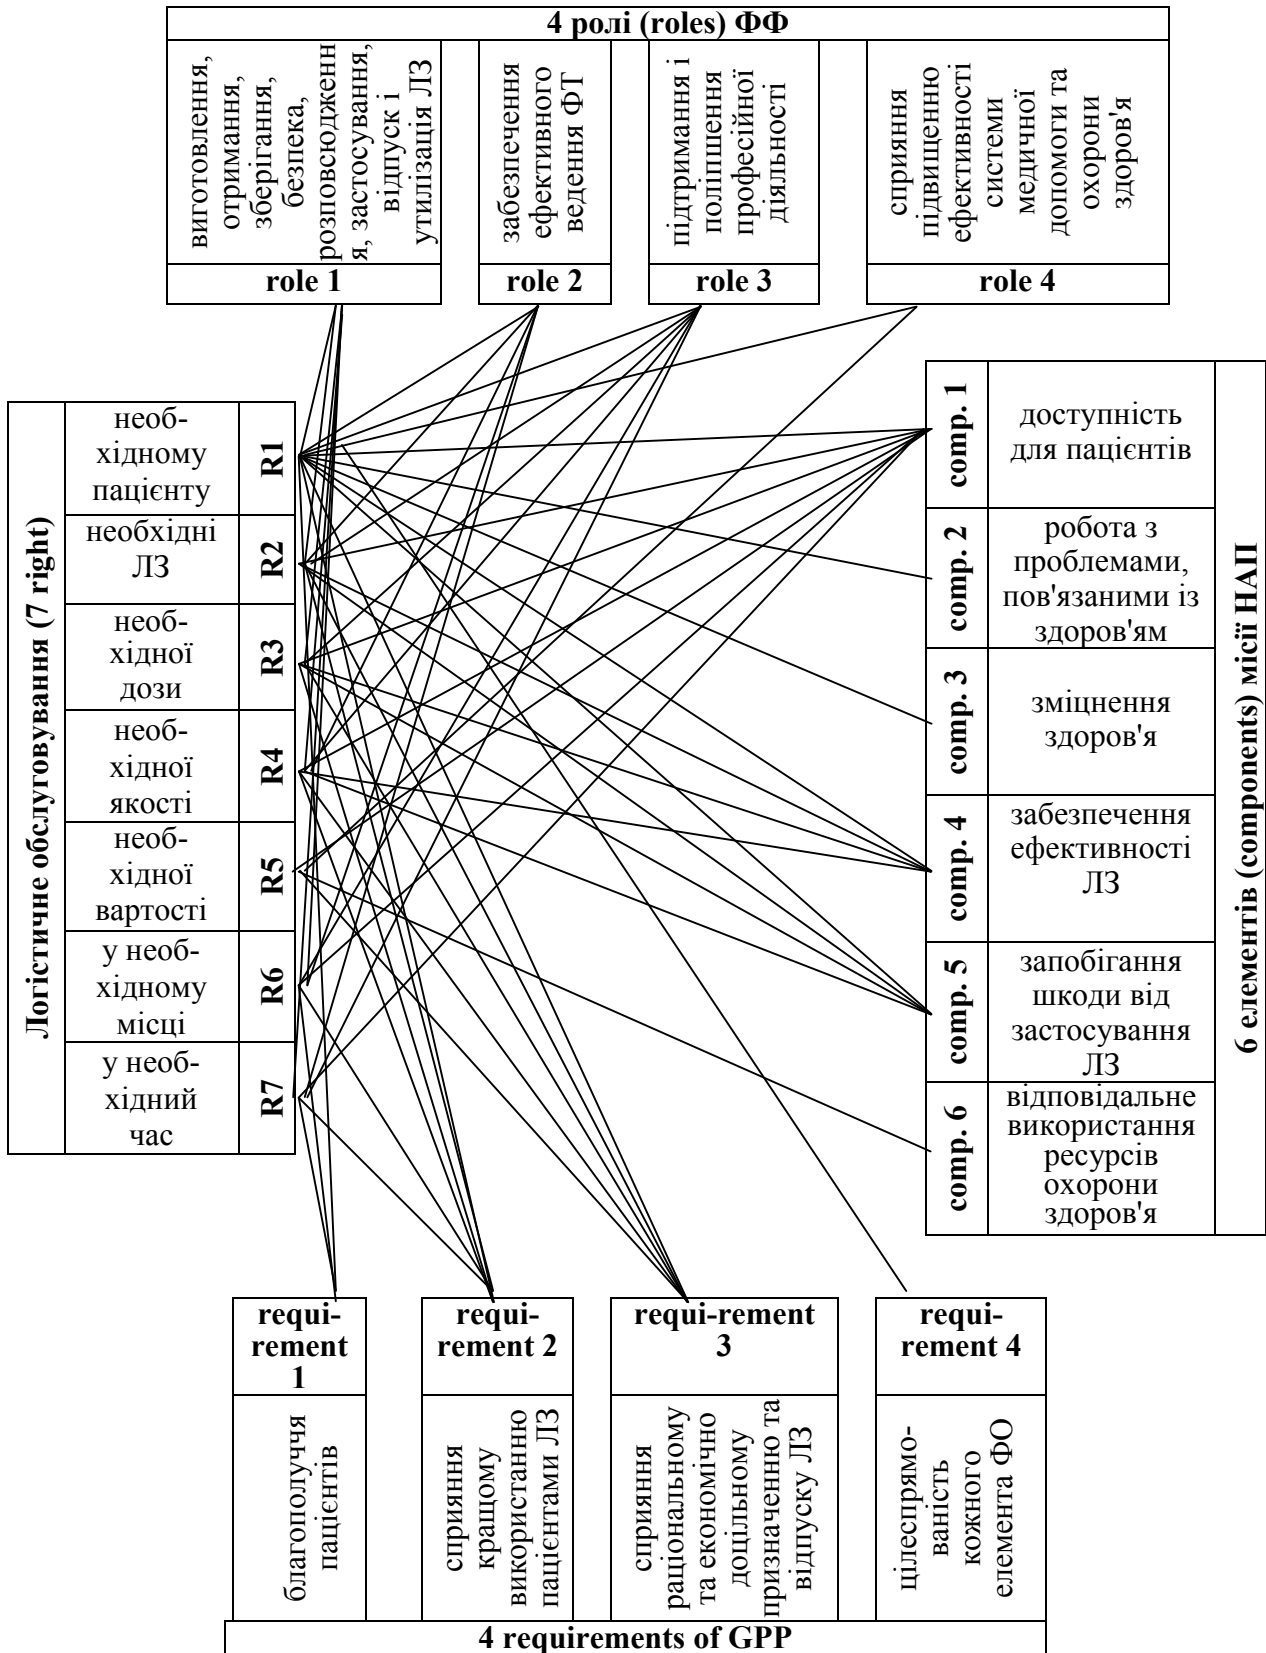 4 ролі (roles) ФФ
виготовлення,
отримання,
зберігання,
безпека,
розповсюдженн
я, застосування,
відпуск і
утилізація ЛЗ
забезпечення
ефективного
ведення ФТ
підтримання і
поліпшення
професійної
діяльності
сприяння
підвищенню
ефективності
системи
медичної
допомоги та
охорони
здоров'я
role 1
role 2
role 3
role 4
Логістичне обслуговування (7 right)
необ-
хідному
пацієнту
R1
необхідні
ЛЗ
R2
необ-
хідної
дози
R3
необ-
хідної
якості
R4
необ-
хідної
вартості
R5
у необ-
хідному
місці
R6
у необ-
хідний
час
R7
comp. 1
доступність
для пацієнтів
comp. 2
робота з
проблемами,
пов'язаними із
здоров'ям
comp. 3
зміцнення
здоров'я
comp. 4
забезпечення
ефективності
ЛЗ
comp. 5
запобігання
шкоди від
застосування
ЛЗ
comp. 6
відповідальне
використання
ресурсів
охорони
здоров'я
6 елементів (components) місії НАП
requi-
rement
1
requi-
rement 2
requi-rement
3
requi-
rement 4
благополуччя
пацієнтів
сприяння
кращому
використанню
пацієнтами ЛЗ
сприяння
раціональному
та економічно
доцільному
призначенню та
відпуску ЛЗ
цілеспрямо-
ваність
кожного
елемента ФО
4 requirements of GPP